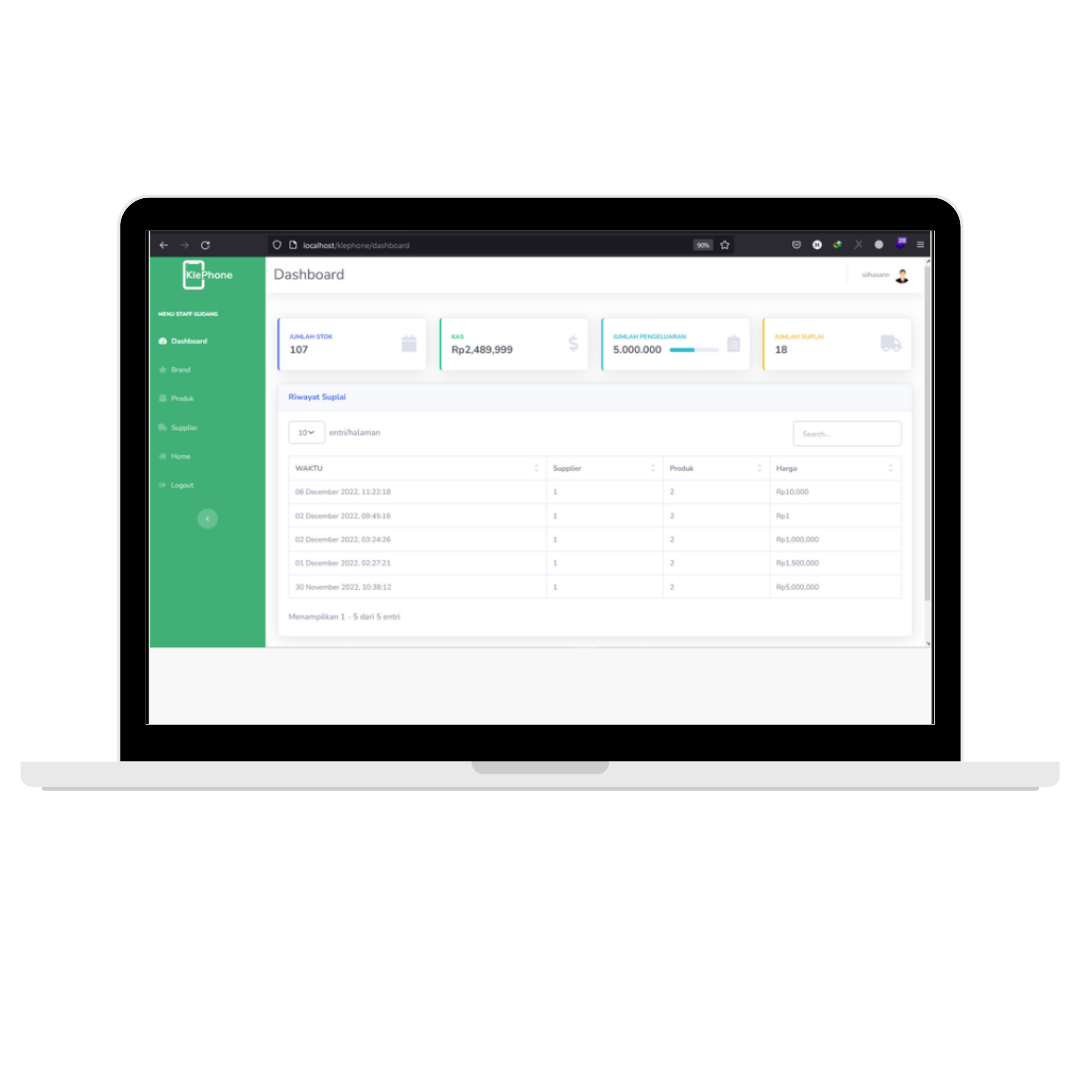 localhost/klephone/dashboard
90%
20
KlePhone
Dashboard
MENU STAFF GUDANG
Dashboard
Brand
Produk
Supplier
Home
Logout
JUMLAH STOK
107
KAS
Rp2,489,999
JUMLAH PENGELUARAN
5.000.000
JUMLAH SUPLAI
18
Riwayat Suplai
10 entri/halaman
Search...
WAKTU Supplier Produk Harga
06 December 2022, 11:22:18 1 2 Rp10,000
02 December 2022, 09:45:16 1 2 Rp1
02 December 2022, 03:24:26 1 2 Rp1,000,000
01 December 2022, 02:27:21 1 2 Rp1,500,000
30 November 2022, 10:38:12 1 2 Rp5,000,000
Menampilkan 1 - 5 dari 5 entri